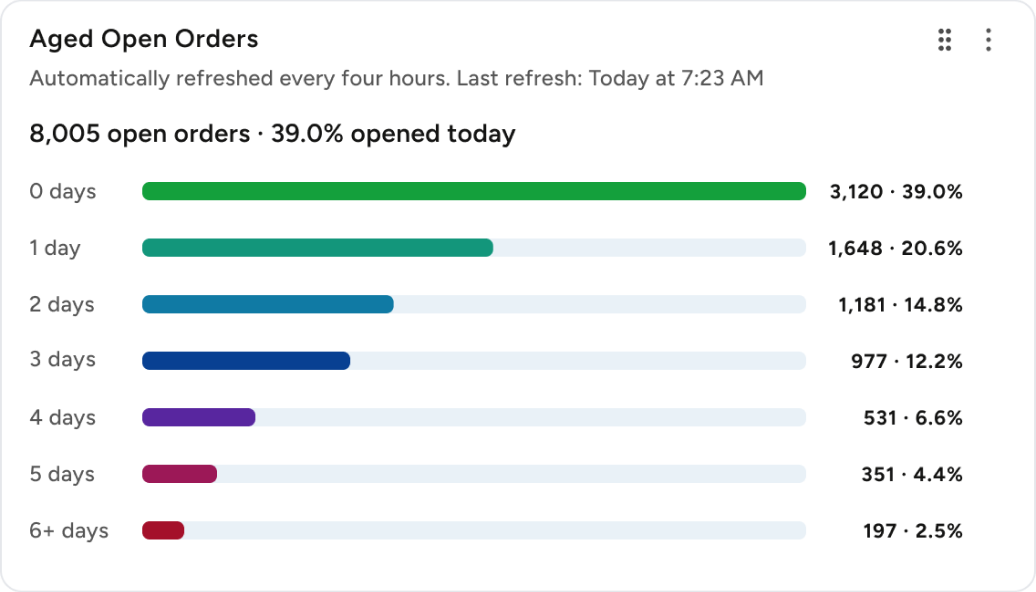 Aged Open Orders
Automatically refreshed every four hours. Last refresh: Today at 7:23 AM
8,005 open orders · 39.0% opened today
0 days 3,120 · 39.0%
1 day 1,648 · 20.6%
2 days 1,181 · 14.8%
3 days 977 · 12.2%
4 days 531 · 6.6%
5 days 351 · 4.4%
6+ days 197 · 2.5%